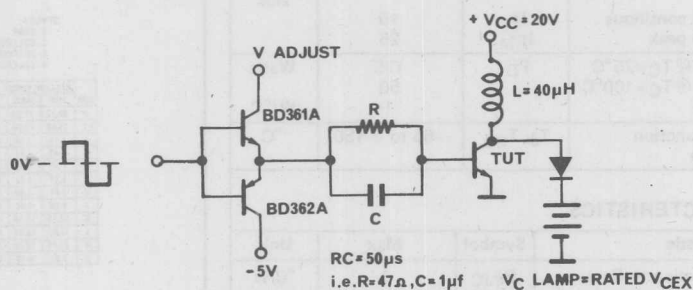 + VCC = 20V
V ADJUST
L = 40µH
BD361A
R
0V
TUT
BD362A
C
-5V
RC = 50µs
i.e. R = 47Ω, C = 1µf
VC LAMP = RATED VCEX